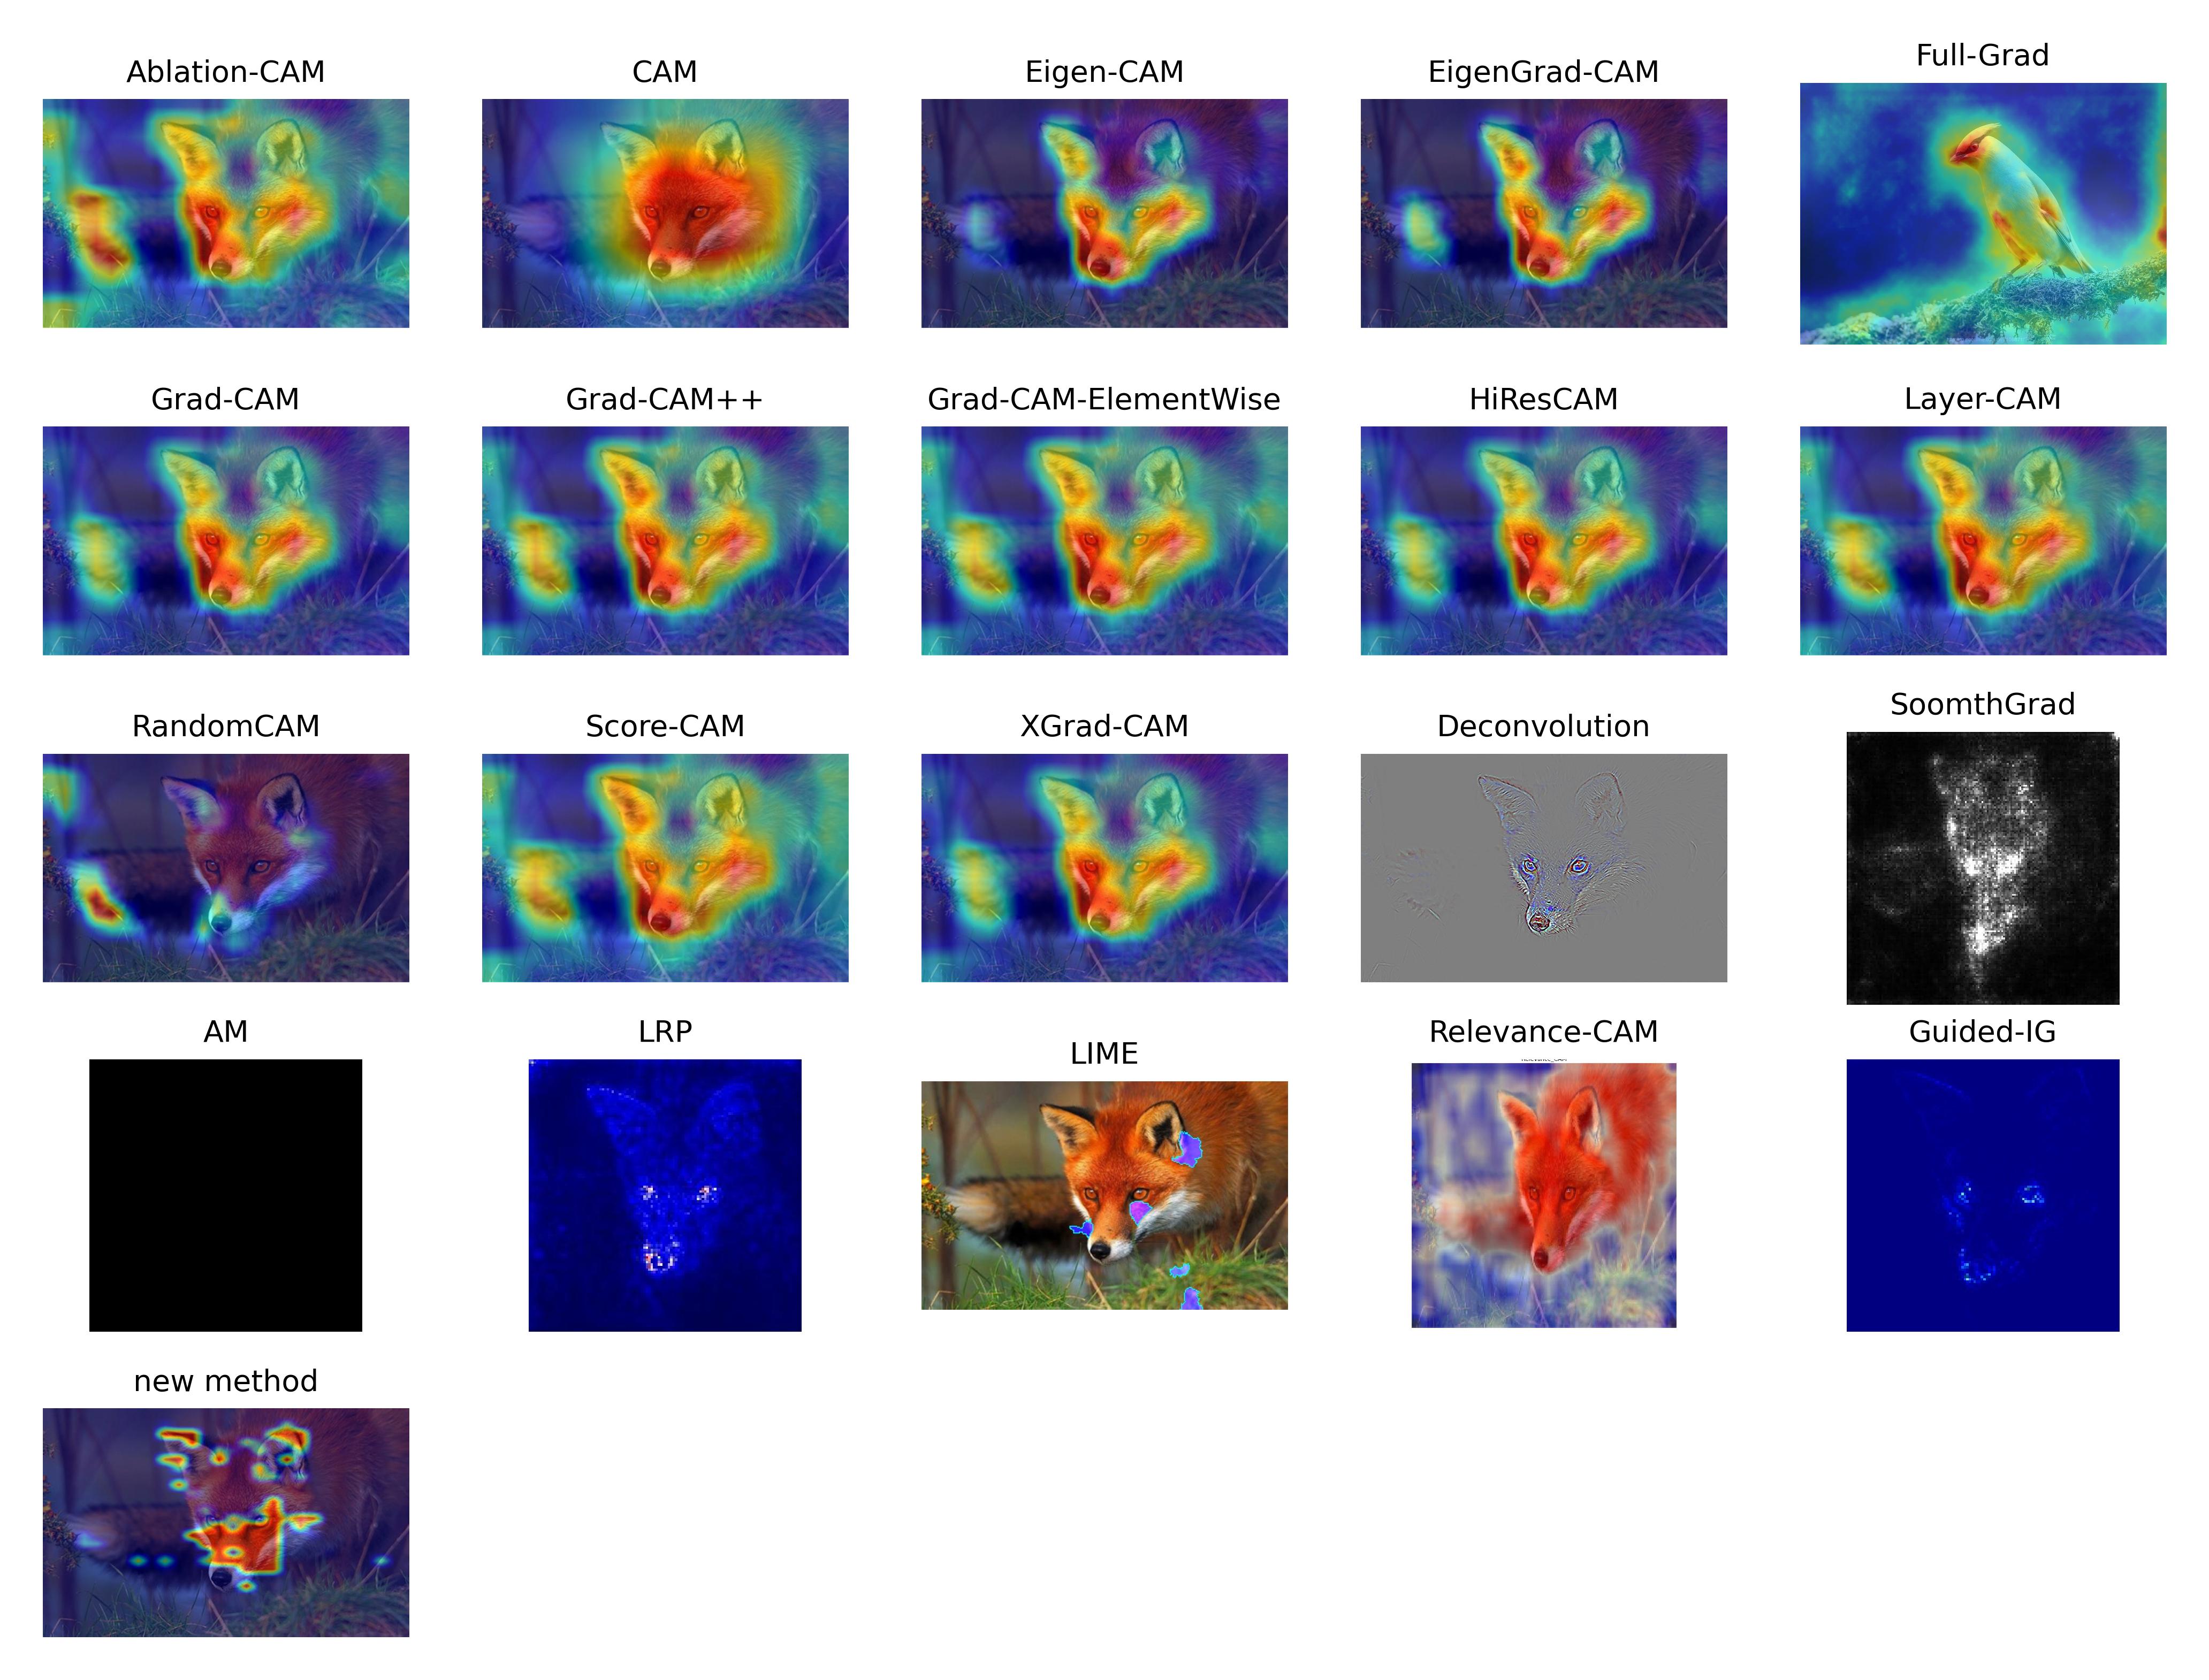 Ablation-CAM
CAM
Eigen-CAM
EigenGrad-CAM
Full-Grad
Grad-CAM
Grad-CAM++
Grad-CAM-ElementWise
HiResCAM
Layer-CAM
RandomCAM
Score-CAM
XGrad-CAM
Deconvolution
SoomthGrad
AM
LRP
LIME
Relevance-CAM
Guided-IG
new method